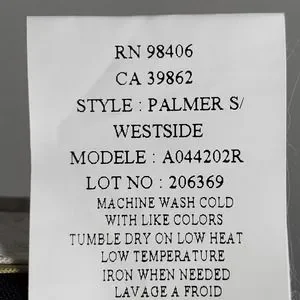 RN 98406
CA 39862
STYLE : PALMER S/
WESTSIDE
MODELE : A044202R
LOT NO : 206369
MACHINE WASH COLD
WITH LIKE COLORS
TUMBLE DRY ON LOW HEAT
LOW TEMPERATURE
IRON WHEN NEEDED
LAVAGE A FROID